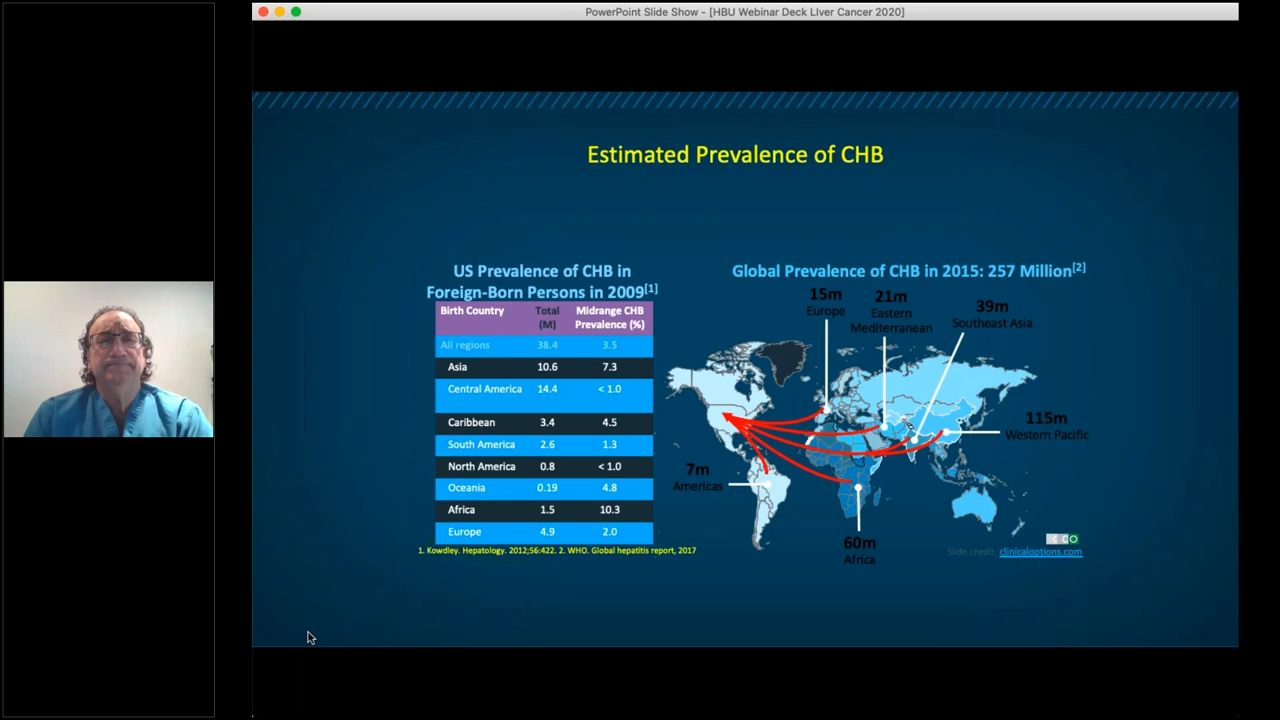 PowerPoint Slide Show - [HBU Webinar Deck LIver Cancer 2020]
Estimated Prevalence of CHB
US Prevalence of CHB in
Foreign-Born Persons in 2009[1]
Birth Country Total (M) Midrange CHB Prevalence (%)
All regions 38.4 3.5
Asia 10.6 7.3
Central America 14.4 < 1.0
Caribbean 3.4 4.5
South America 2.6 1.3
North America 0.8 < 1.0
Oceania 0.19 4.8
Africa 1.5 10.3
Europe 4.9 2.0
1. Kowdley. Hepatology. 2012;56:422. 2. WHO. Global hepatitis report, 2017
Global Prevalence of CHB in 2015: 257 Million[2]
15m
Europe
21m
Eastern
Mediterranean
39m
Southeast Asia
115m
Western Pacific
7m
Americas
60m
Africa
Slide credit: clinicaloptions.com